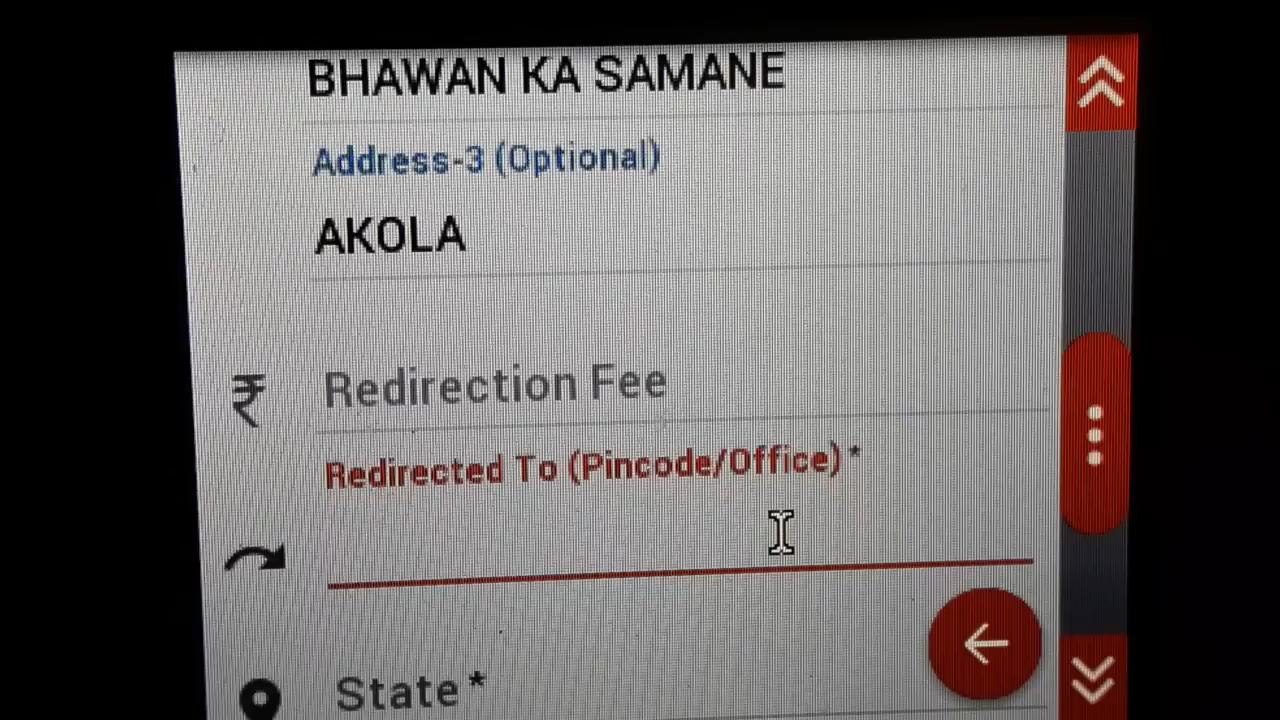 BHAWAN KA SAMANE
Address-3 (Optional)
AKOLA
₹ Redirection Fee
Redirected To (Pincode/Office) *
State *